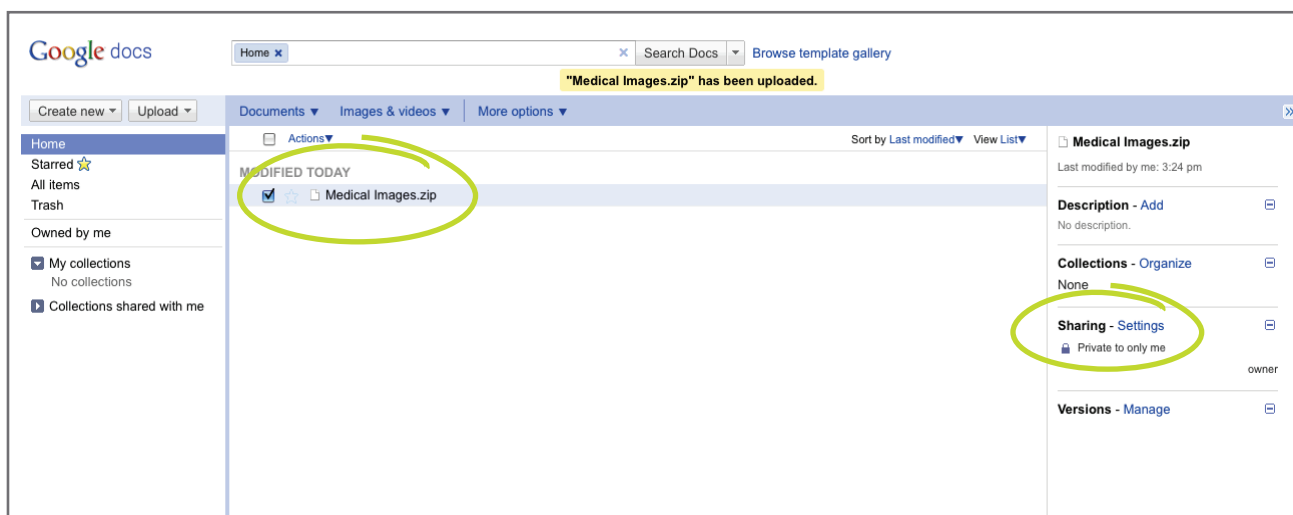 Google docs
Home × × Search Docs ▼ Browse template gallery
"Medical Images.zip" has been uploaded.
Create new ▼ Upload ▼
Documents ▼ Images & videos ▼ More options ▼ »
Home
Starred
All items
Trash
Owned by me
My collections
No collections
Collections shared with me
Actions▼ Sort by Last modified▼ View List▼
MODIFIED TODAY
Medical Images.zip
Medical Images.zip
Last modified by me: 3:24 pm
Description - Add
No description.
Collections - Organize
None
Sharing - Settings
Private to only me
owner
Versions - Manage